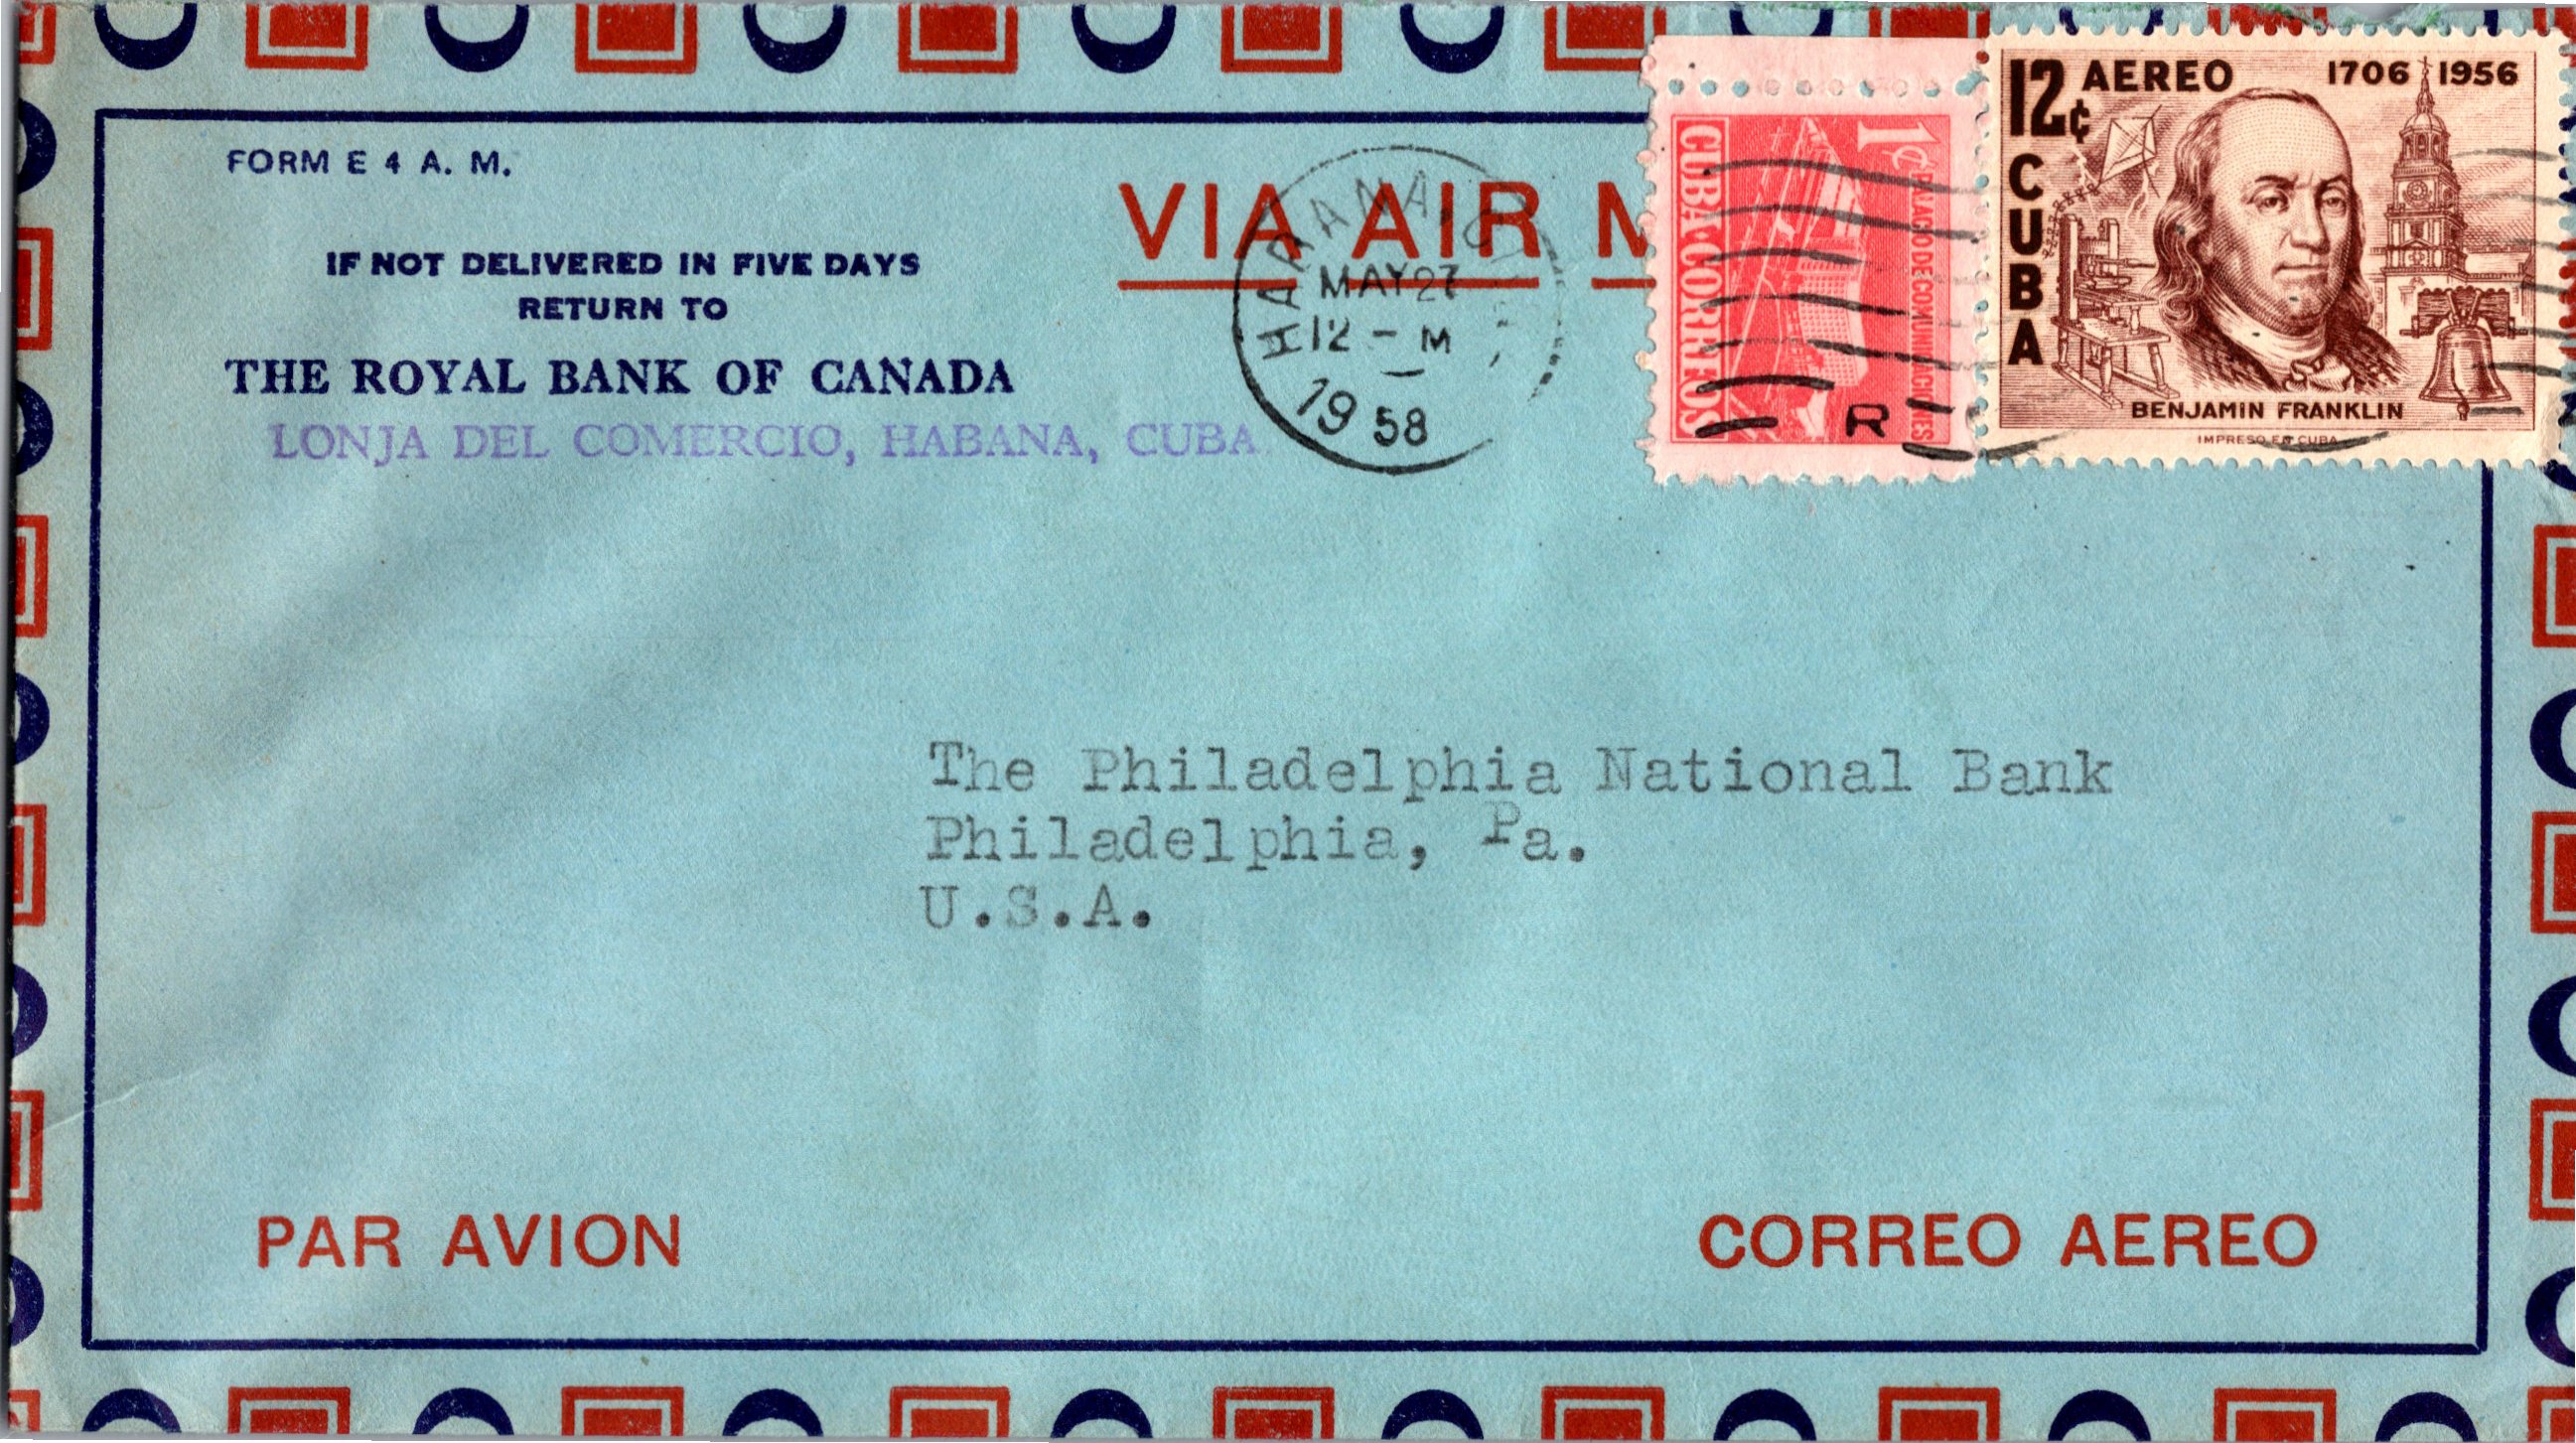 FORM E 4 A. M.
IF NOT DELIVERED IN FIVE DAYS
RETURN TO
THE ROYAL BANK OF CANADA
LONJA DEL COMERCIO, HABANA, CUBA
VIA AIR M
HABANA, CUBA
MAY 27
12 - M
1958
1¢
CUBA·CORREOS
PALACIO DE COMUNICACIONES
R
12¢ AEREO 1706 1956
CUBA
BENJAMIN FRANKLIN
IMPRESO EN CUBA
The Philadelphia National Bank
Philadelphia, Pa.
U.S.A.
PAR AVION
CORREO AEREO